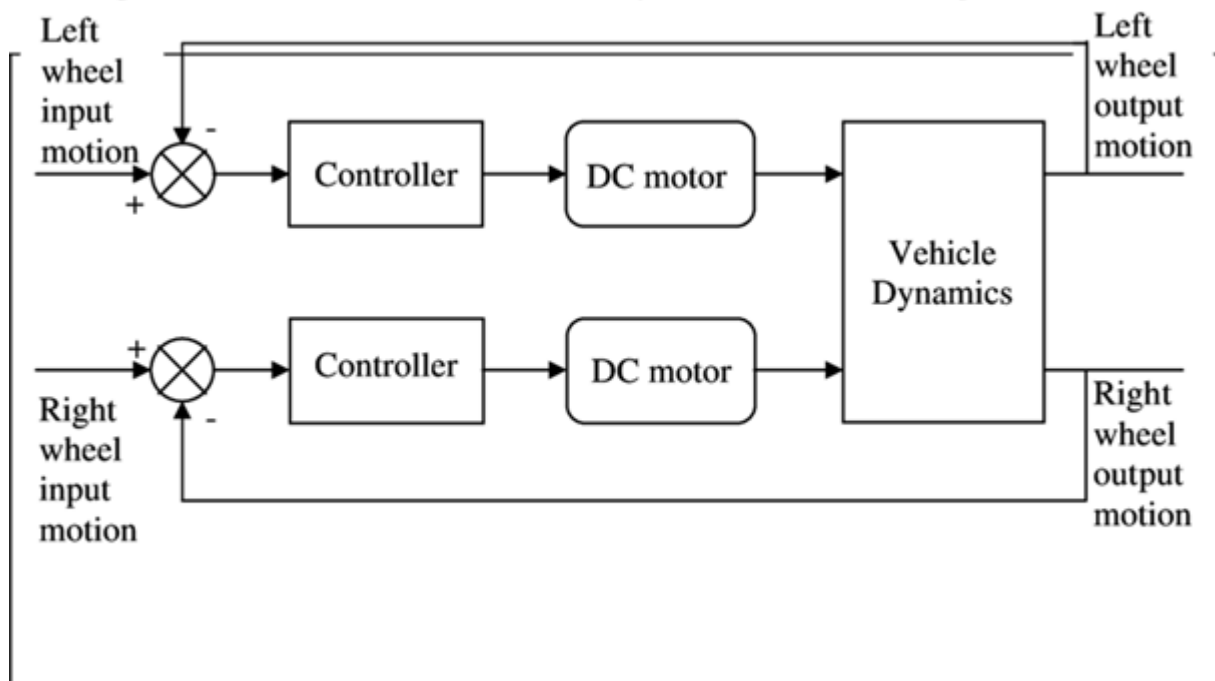 Left
wheel
input
motion
+
-
Controller
DC motor
Vehicle
Dynamics
Left
wheel
output
motion
+
-
Controller
DC motor
Right
wheel
input
motion
Right
wheel
output
motion